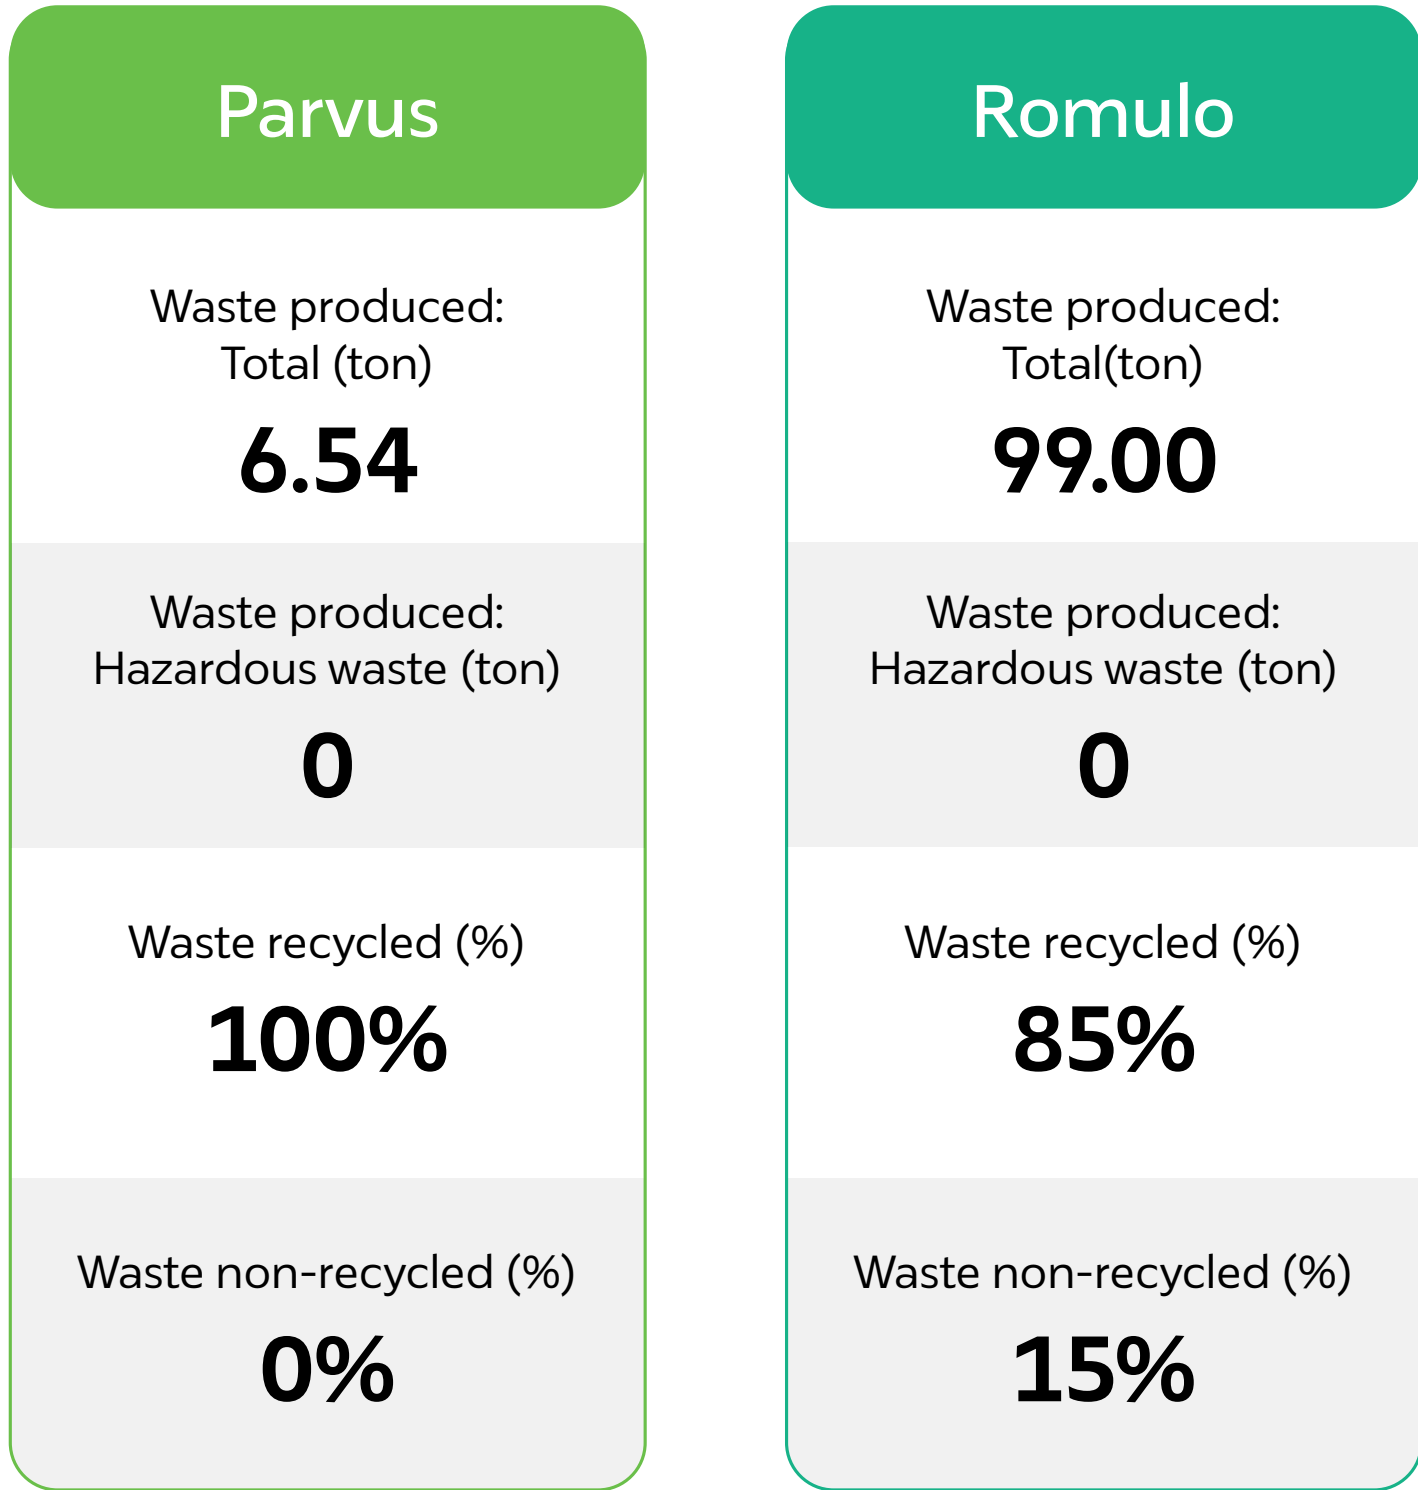 Parvus
Waste produced:
Total (ton)
6.54
Waste produced:
Hazardous waste (ton)
0
Waste recycled (%)
100%
Waste non-recycled (%)
0%
Romulo
Waste produced:
Total(ton)
99.00
Waste produced:
Hazardous waste (ton)
0
Waste recycled (%)
85%
Waste non-recycled (%)
15%